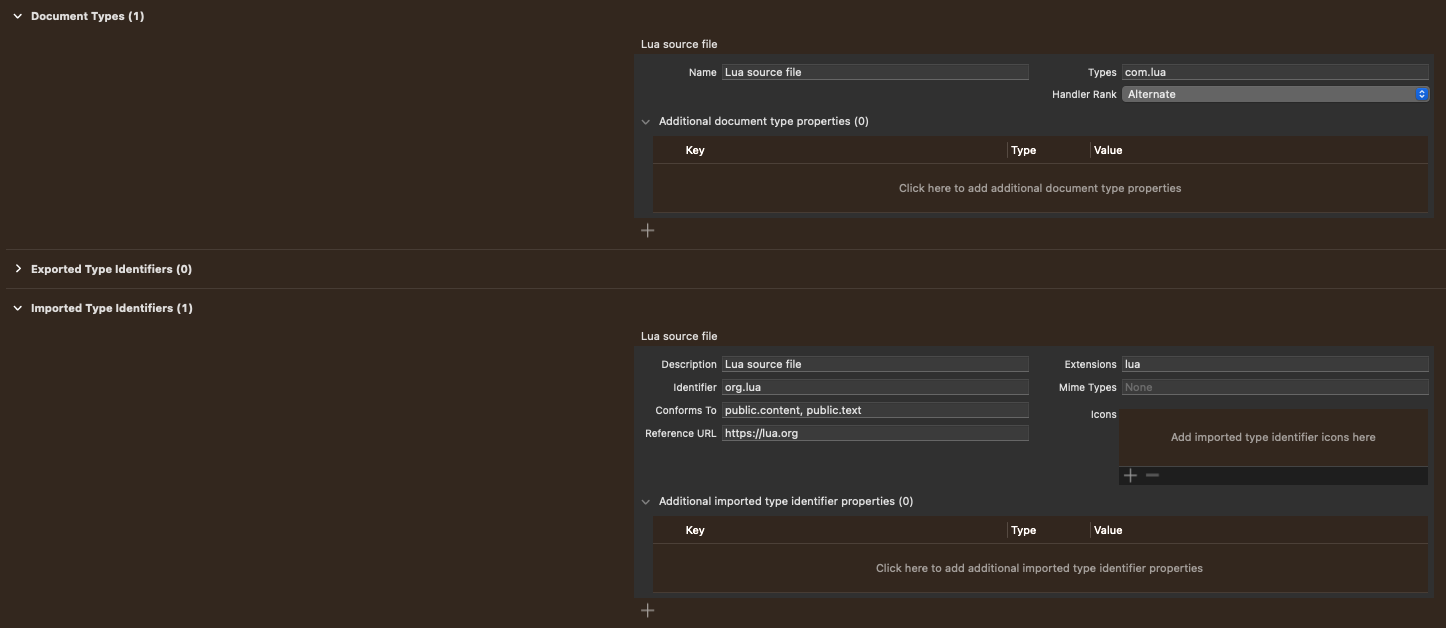 Document Types (1)
Lua source file
Name Lua source file Types com.lua
Handler Rank Alternate
Additional document type properties (0)
Key Type Value
Click here to add additional document type properties
Exported Type Identifiers (0)
Imported Type Identifiers (1)
Lua source file
Description Lua source file Extensions lua
Identifier org.lua Mime Types None
Conforms To public.content, public.text Icons
Reference URL https://lua.org
Add imported type identifier icons here
Additional imported type identifier properties (0)
Key Type Value
Click here to add additional imported type identifier properties